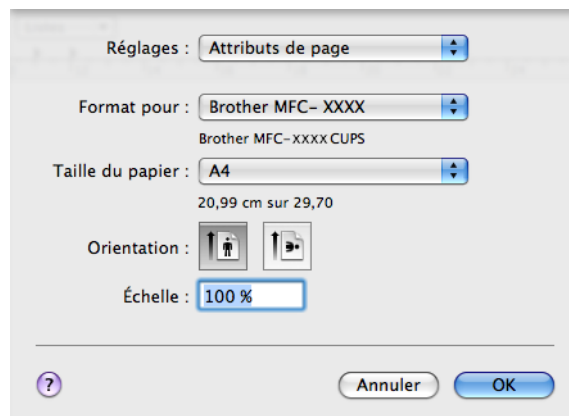 Réglages : Attributs de page
Format pour : Brother MFC- XXXX
Brother MFC-XXXX CUPS
Taille du papier : A4
20,99 cm sur 29,70
Orientation :
Échelle : 100 %
? Annuler OK